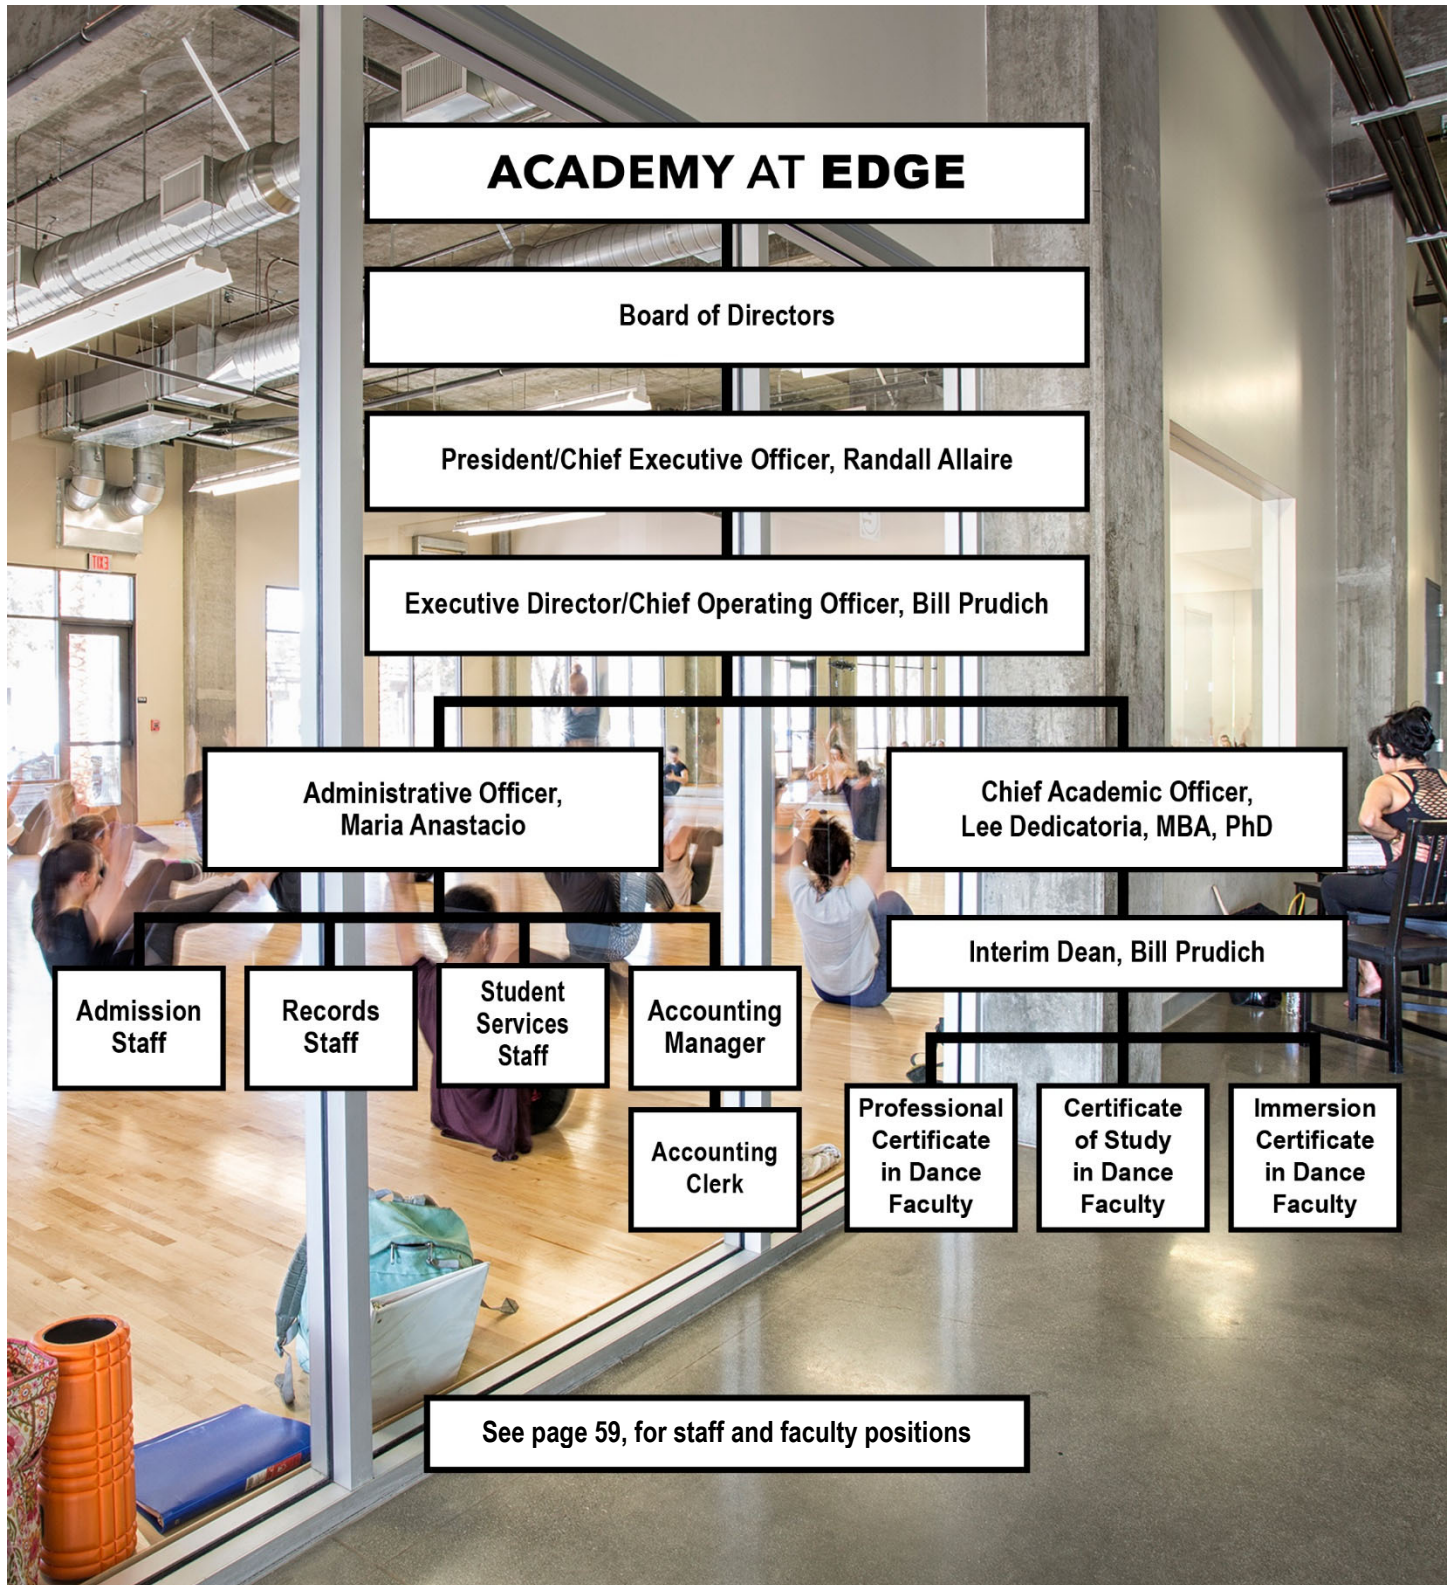 ACADEMY AT EDGE
Board of Directors
President/Chief Executive Officer, Randall Allaire
Executive Director/Chief Operating Officer, Bill Prudich
Administrative Officer,
Maria Anastacio
Chief Academic Officer,
Lee Dedicatoria, MBA, PhD
Interim Dean, Bill Prudich
Admission
Staff
Records
Staff
Student
Services
Staff
Accounting
Manager
Accounting
Clerk
Professional
Certificate
in Dance
Faculty
Certificate
of Study
in Dance
Faculty
Immersion
Certificate
in Dance
Faculty
See page 59, for staff and faculty positions